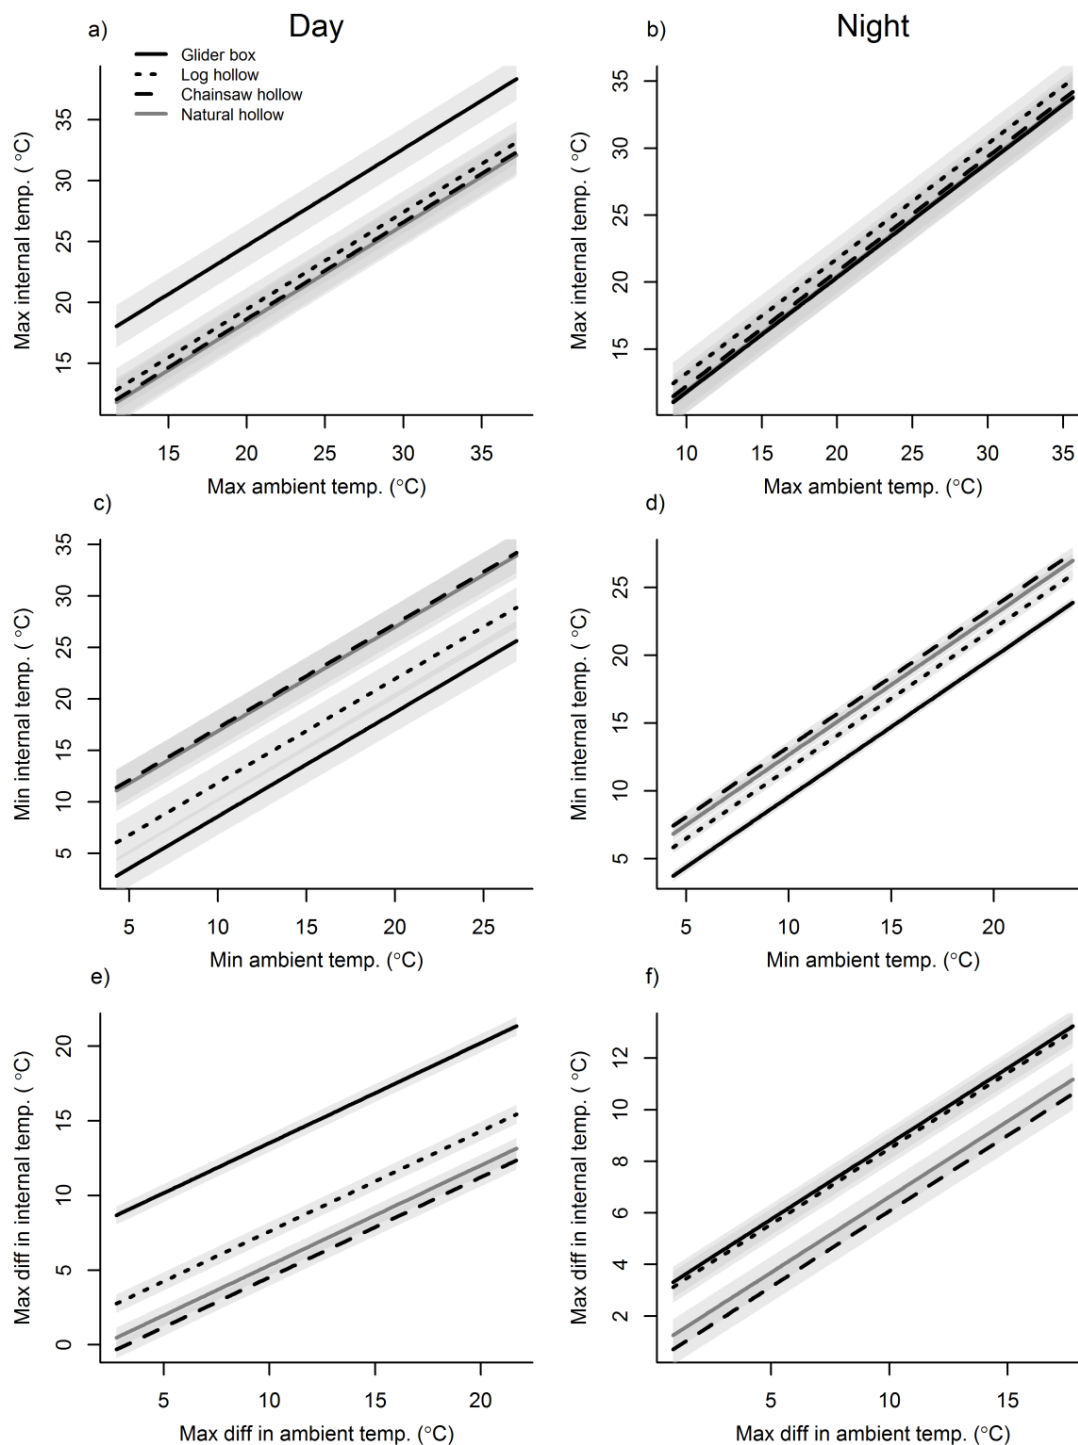 Day
Night
a)
Glider box
Log hollow
Chainsaw hollow
Natural hollow
Max internal temp. ( °C)
35
30
25
20
15
15 20 25 30 35
Max ambient temp. (°C)
b)
Max internal temp. ( °C)
35
30
25
20
15
10 15 20 25 30 35
Max ambient temp. (°C)
c)
Min internal temp. ( °C)
35
30
25
20
15
10
5
5 10 15 20 25
Min ambient temp. (°C)
d)
Min internal temp. ( °C)
25
20
15
10
5
5 10 15 20
Min ambient temp. (°C)
e)
Max diff in internal temp. ( °C)
20
15
10
5
0
5 10 15 20
Max diff in ambient temp. (°C)
f)
Max diff in internal temp. ( °C)
12
10
8
6
4
2
5 10 15
Max diff in ambient temp. (°C)